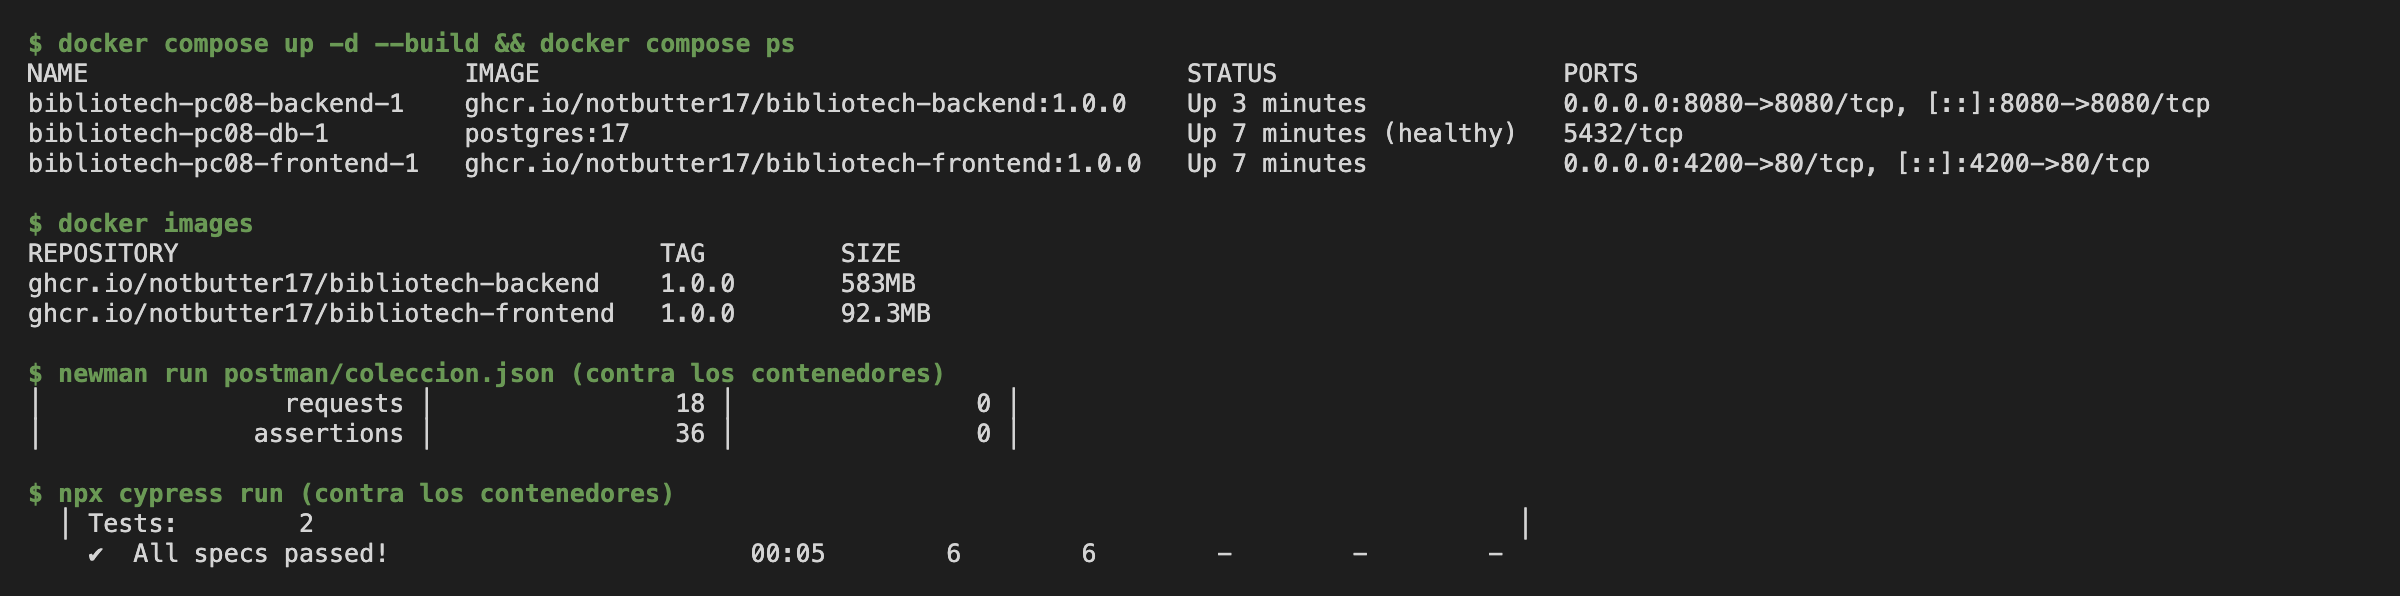 $ docker compose up -d --build && docker compose ps
NAME                         IMAGE                                       STATUS                   PORTS
bibliotech-pc08-backend-1    ghcr.io/notbutter17/bibliotech-backend:1.0.0    Up 3 minutes             0.0.0.0:8080->8080/tcp, [::]:8080->8080/tcp
bibliotech-pc08-db-1         postgres:17                                 Up 7 minutes (healthy)   5432/tcp
bibliotech-pc08-frontend-1   ghcr.io/notbutter17/bibliotech-frontend:1.0.0   Up 7 minutes             0.0.0.0:4200->80/tcp, [::]:4200->80/tcp
$ docker images
REPOSITORY                                TAG        SIZE
ghcr.io/notbutter17/bibliotech-backend    1.0.0      583MB
ghcr.io/notbutter17/bibliotech-frontend   1.0.0      92.3MB
$ newman run postman/coleccion.json (contra los contenedores)
│                requests │                18 │                0 │
│              assertions │                36 │                0 │
$ npx cypress run (contra los contenedores)
│ Tests:        2                                                                                │
✔  All specs passed!                        00:05        6        6        -        -        -